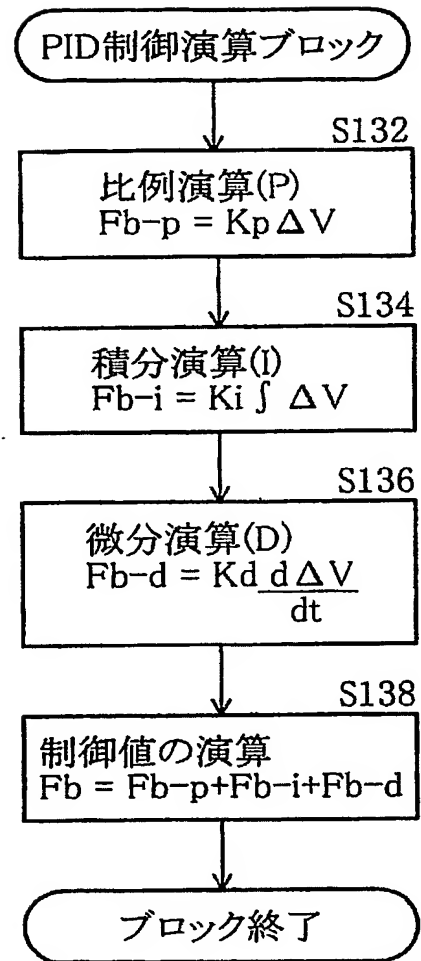 PID制御演算ブロック
S132
比例演算(P)
Fb-p = Kp ΔV
S134
積分演算(I)
Fb-i = Ki ∫ ΔV
S136
微分演算(D)
Fb-d = Kd d ΔV
dt
S138
制御値の演算
Fb = Fb-p+Fb-i+Fb-d
ブロック終了